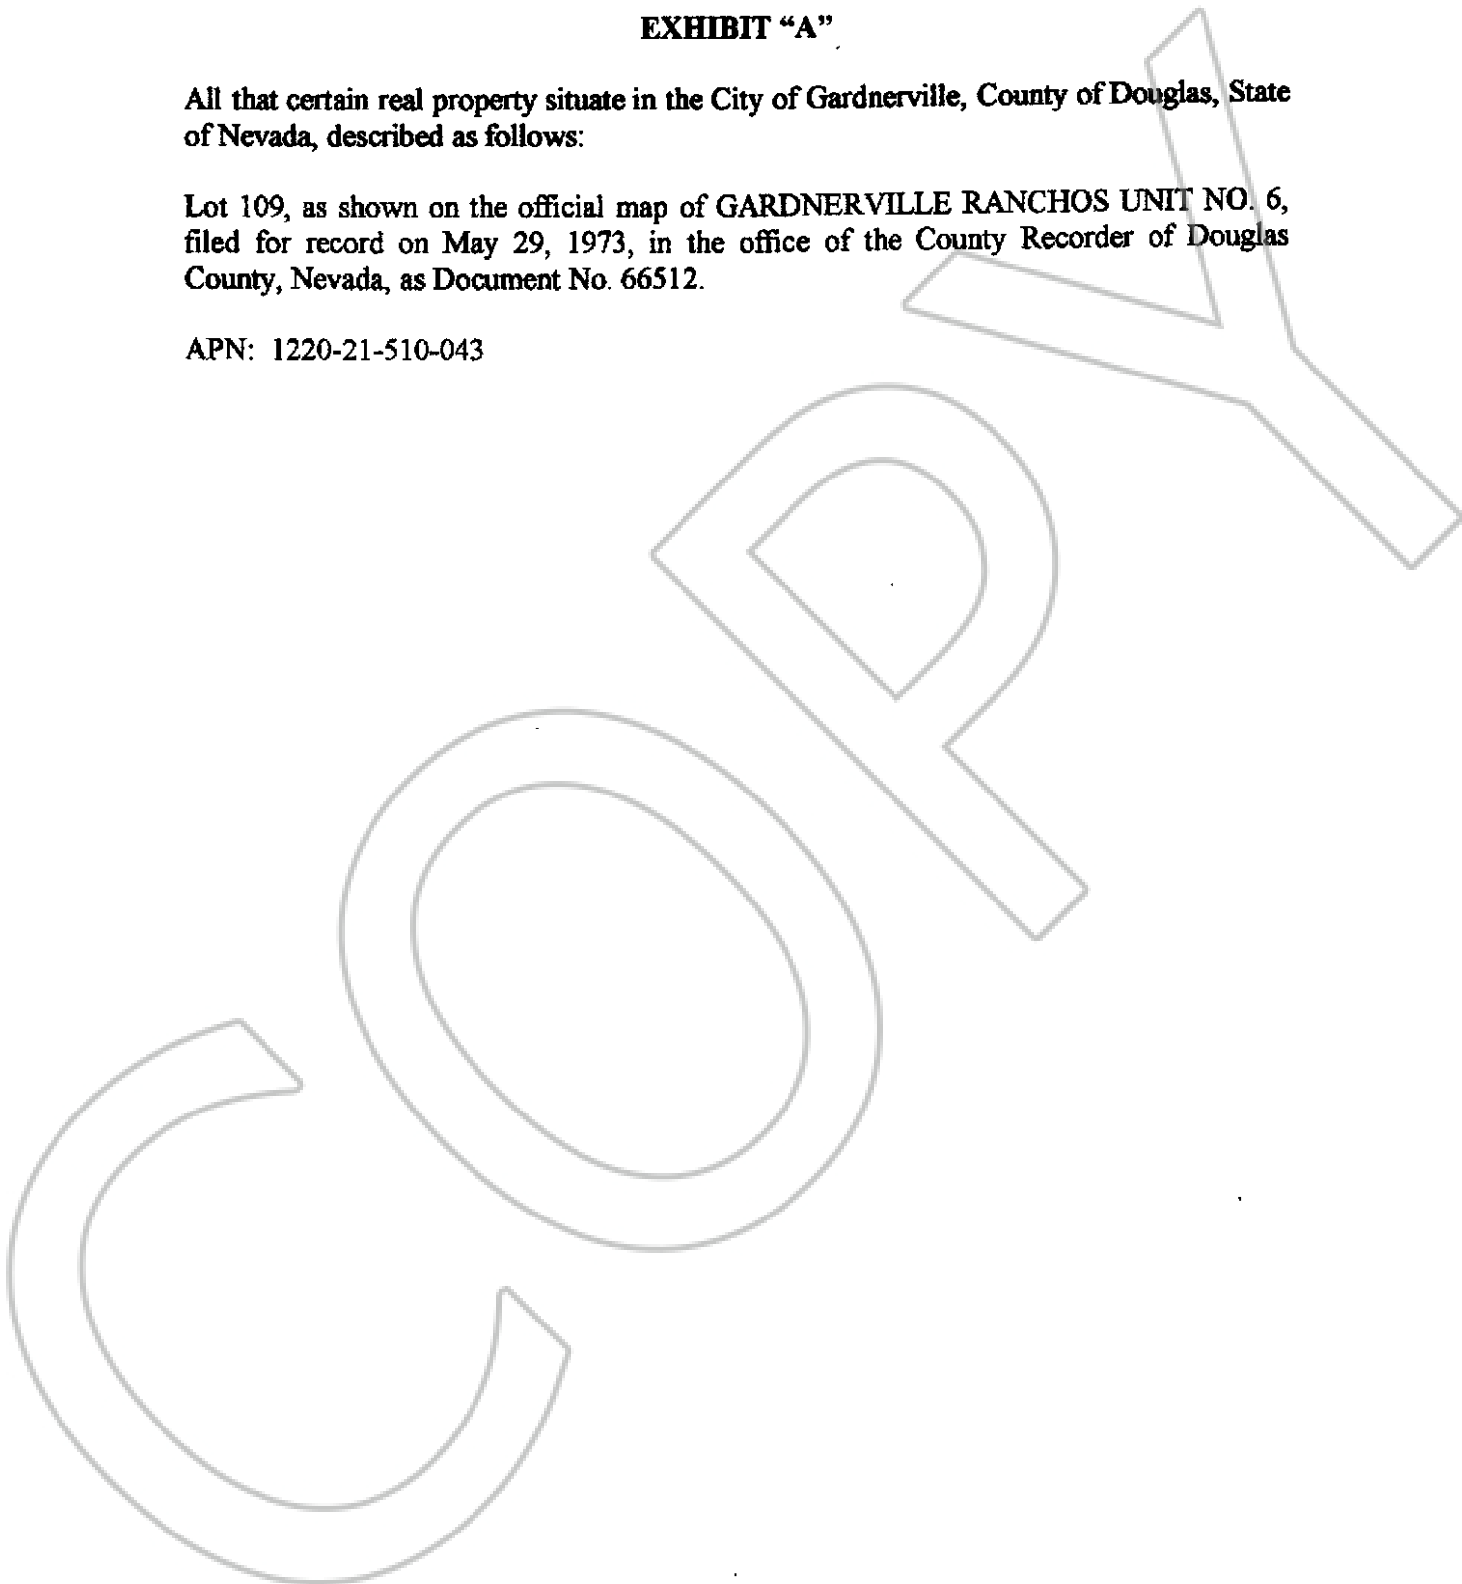 EXHIBIT “A”
All that certain real property situate in the City of Gardnerville, County of Douglas, State
of Nevada, described as follows:
Lot 109, as shown on the official map of GARDNERVILLE RANCHOS UNIT NO. 6,
filed for record on May 29, 1973, in the office of the County Recorder of Douglas
County, Nevada, as Document No. 66512.
APN: 1220-21-510-043
COPY